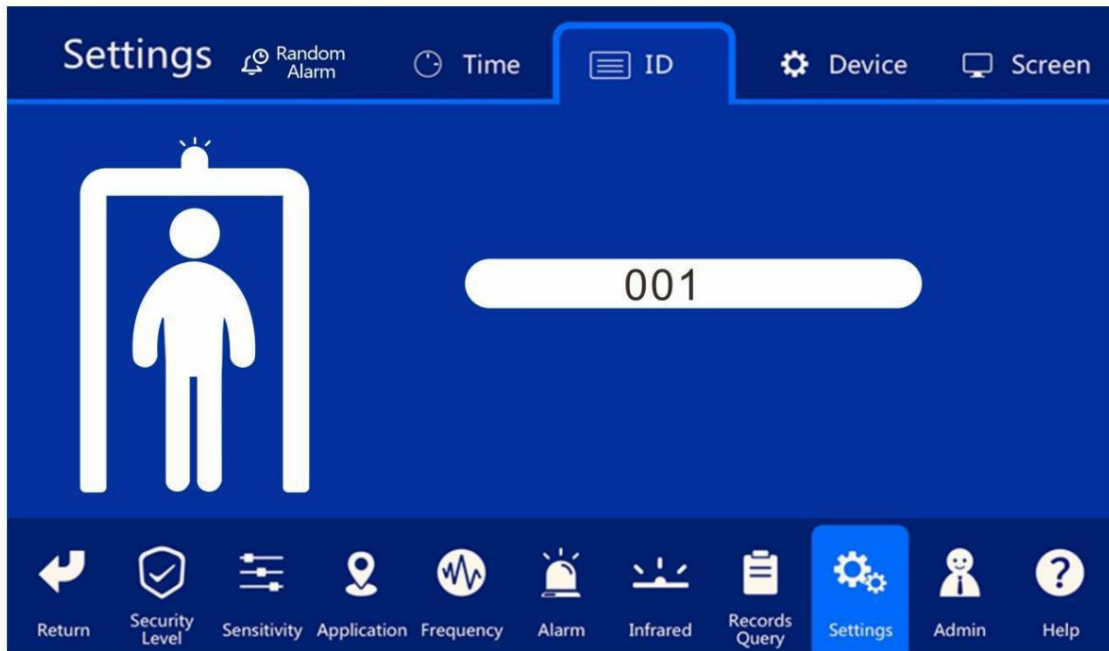 Settings
Random
Alarm
Time
ID
Device
Screen
001
Return
Security
Level
Sensitivity
Application
Frequency
Alarm
Infrared
Records
Query
Settings
Admin
Help